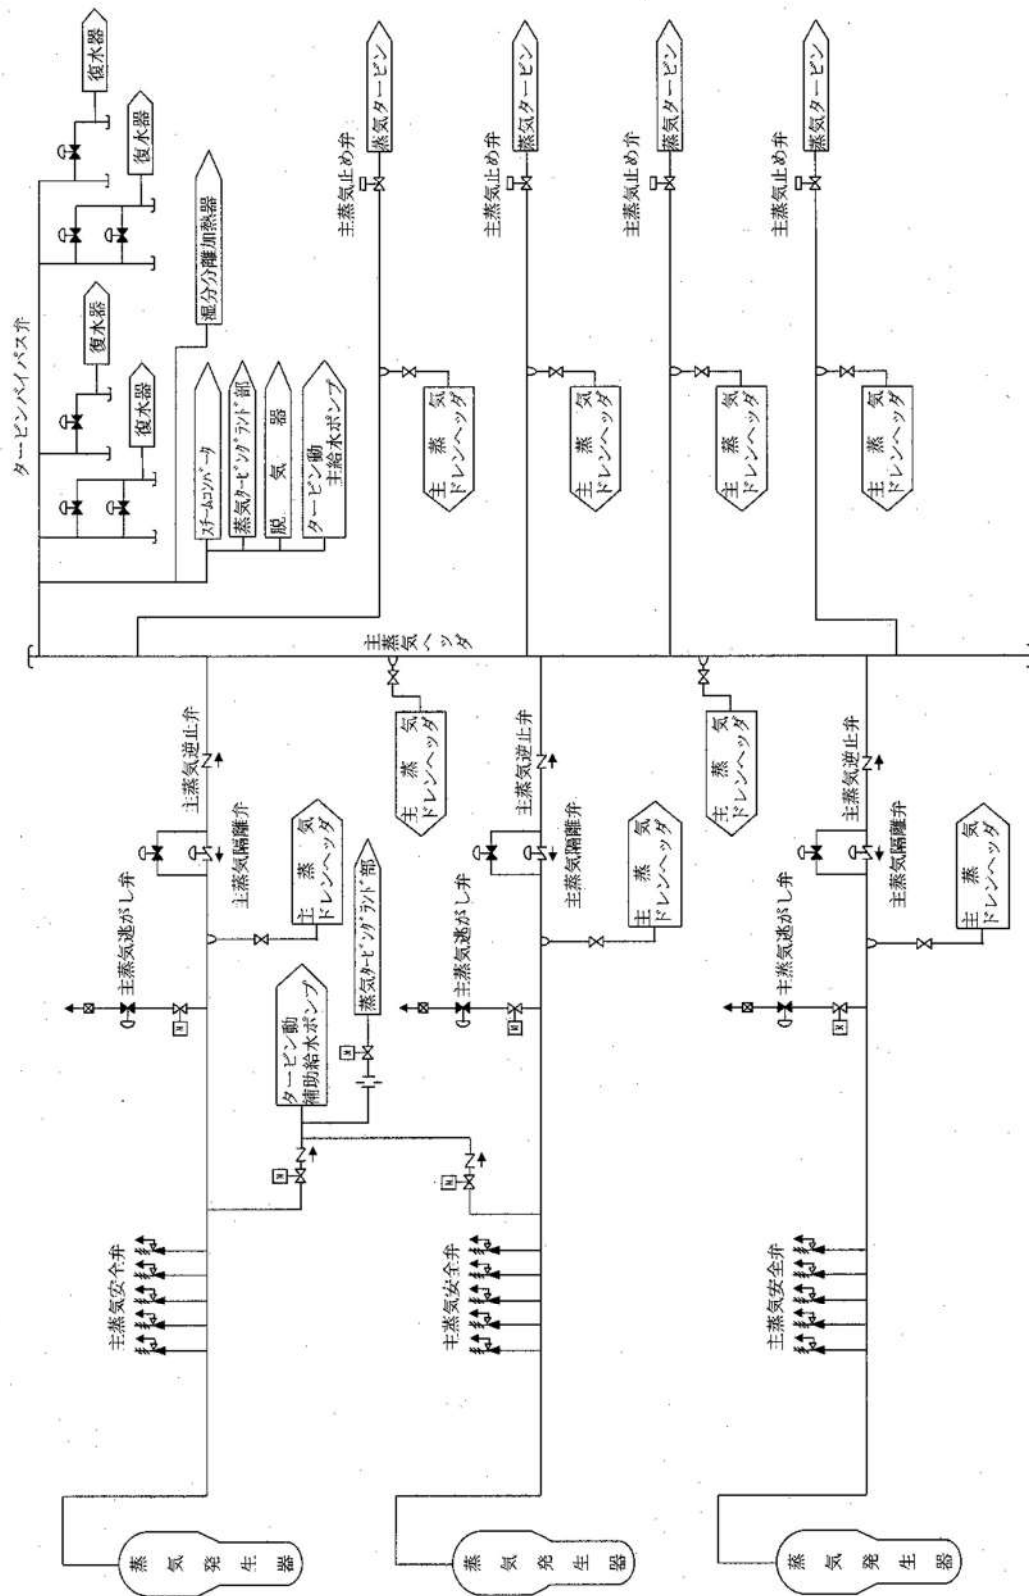 タービンバイパス弁
復水器
復水器
復水器
復水器
湿分分離加熱器
スチームコンバータ
蒸気タービングランド部
脱気器
タービン動
主給水ポンプ
主蒸気止め弁
蒸気タービン
主蒸気止め弁
蒸気タービン
主蒸気止め弁
蒸気タービン
主蒸気止め弁
蒸気タービン
主蒸気
ドレンヘッダ
主蒸気
ドレンヘッダ
主蒸気
ドレンヘッダ
主蒸気
ドレンヘッダ
主蒸気ヘッダ
主蒸気
ドレンヘッダ
主蒸気
ドレンヘッダ
主蒸気逆止弁
主蒸気隔離弁
主蒸気
ドレンヘッダ
主蒸気逃がし弁
M
主蒸気安全弁
蒸気発生器
タービン動
補助給水ポンプ
蒸気タービングランド部
M
M
M
主蒸気逆止弁
主蒸気隔離弁
主蒸気
ドレンヘッダ
主蒸気逃がし弁
M
主蒸気安全弁
蒸気発生器
主蒸気逆止弁
主蒸気隔離弁
主蒸気
ドレンヘッダ
主蒸気逃がし弁
M
主蒸気安全弁
蒸気発生器